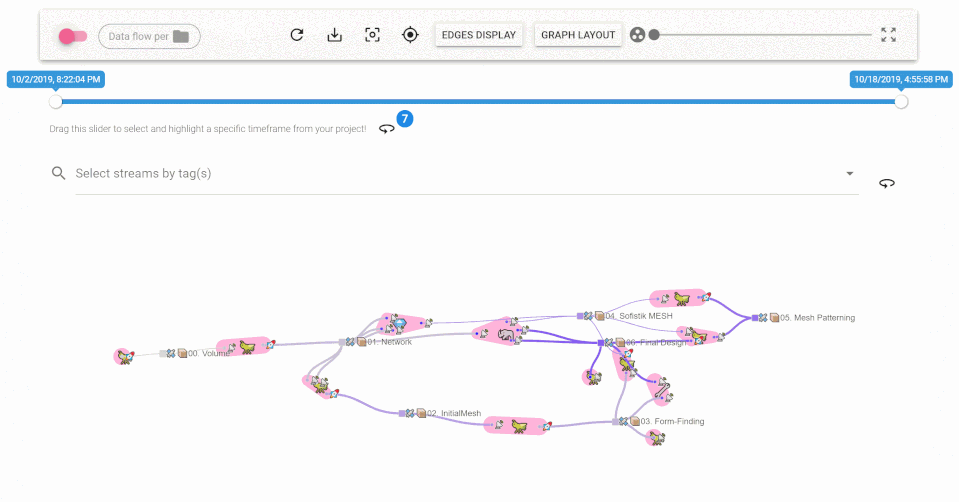 Data flow per
EDGES DISPLAY
GRAPH LAYOUT
10/2/2019, 8:22:04 PM
10/18/2019, 4:55:58 PM
Drag this slider to select and highlight a specific timeframe from your project!
7
Select streams by tag(s)
04. Sofistik MESH
05. Mesh Patterning
01. Network
06. Final Design
00. Volume
02. InitialMesh
03. Form-Finding